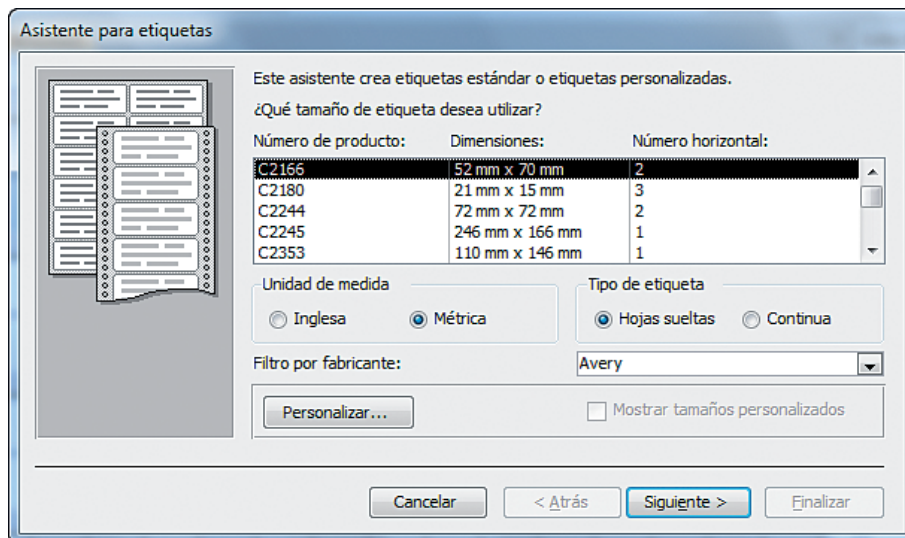 Asistente para etiquetas
Este asistente crea etiquetas estándar o etiquetas personalizadas.
¿Qué tamaño de etiqueta desea utilizar?
Número de producto: Dimensiones: Número horizontal:
C2166 52 mm x 70 mm 2
C2180 21 mm x 15 mm 3
C2244 72 mm x 72 mm 2
C2245 246 mm x 166 mm 1
C2353 110 mm x 146 mm 1
Unidad de medida Tipo de etiqueta
Inglesa Métrica Hojas sueltas Continua
Filtro por fabricante: Avery
Personalizar... Mostrar tamaños personalizados
Cancelar < Atrás Siguiente > Finalizar